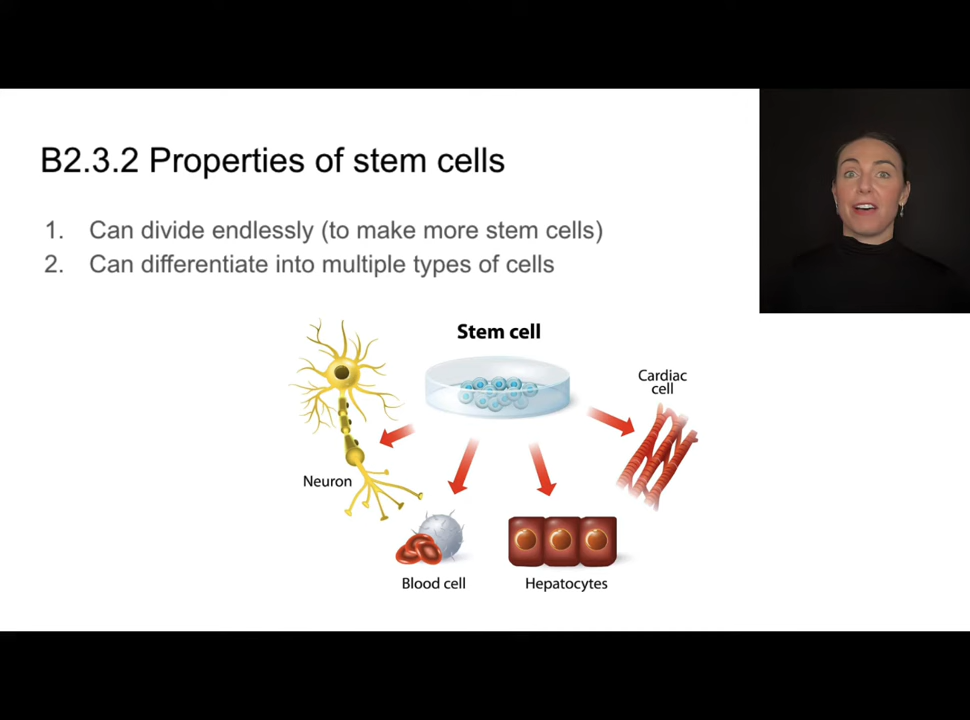 B2.3.2 Properties of stem cells
1. Can divide endlessly (to make more stem cells)
2. Can differentiate into multiple types of cells
Stem cell
Cardiac
cell
Neuron
Blood cell
Hepatocytes